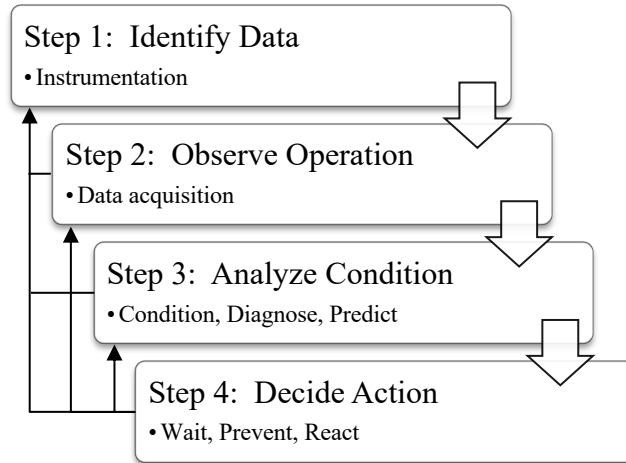 Step 1: Identify Data
• Instrumentation
Step 2: Observe Operation
• Data acquisition
Step 3: Analyze Condition
• Condition, Diagnose, Predict
Step 4: Decide Action
• Wait, Prevent, React